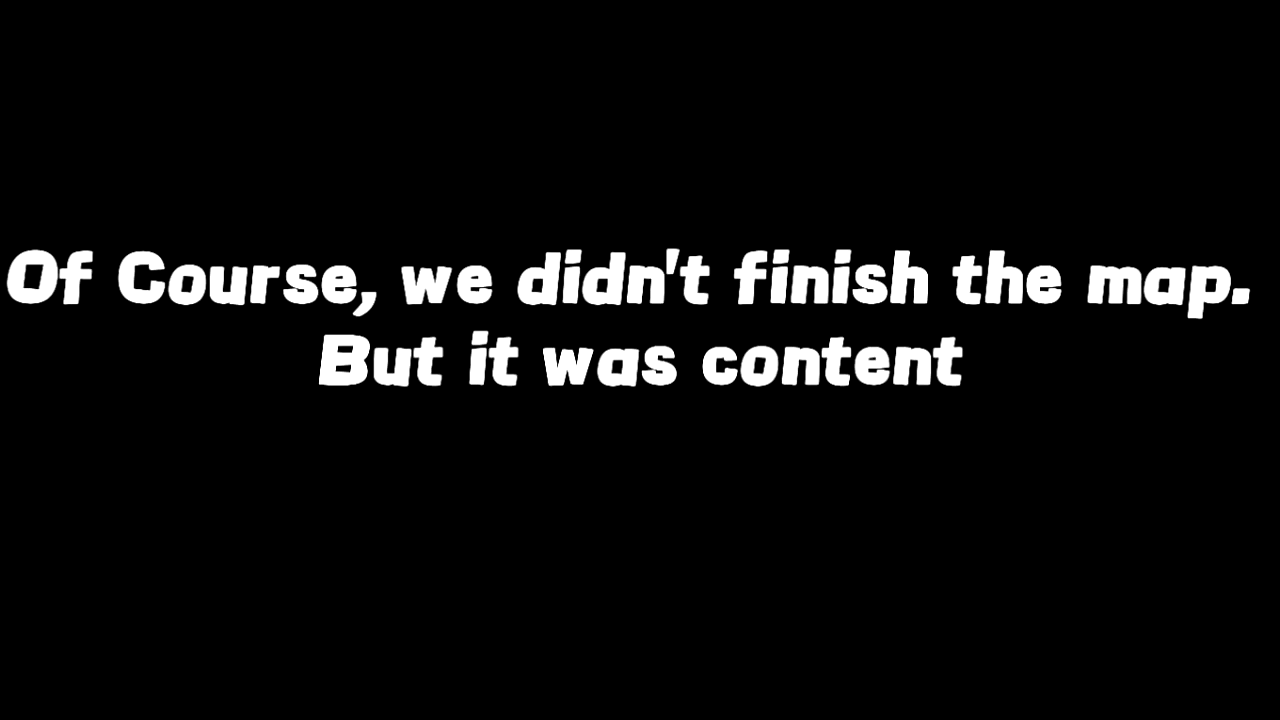 Of Course, we didn't finish the map.
But it was content